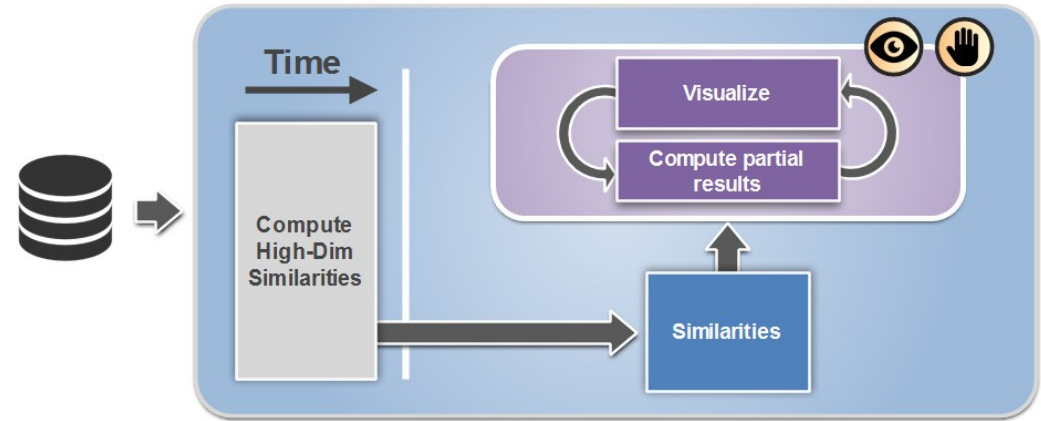 Time
Compute
High-Dim
Similarities
Visualize
Compute partial
results
Similarities